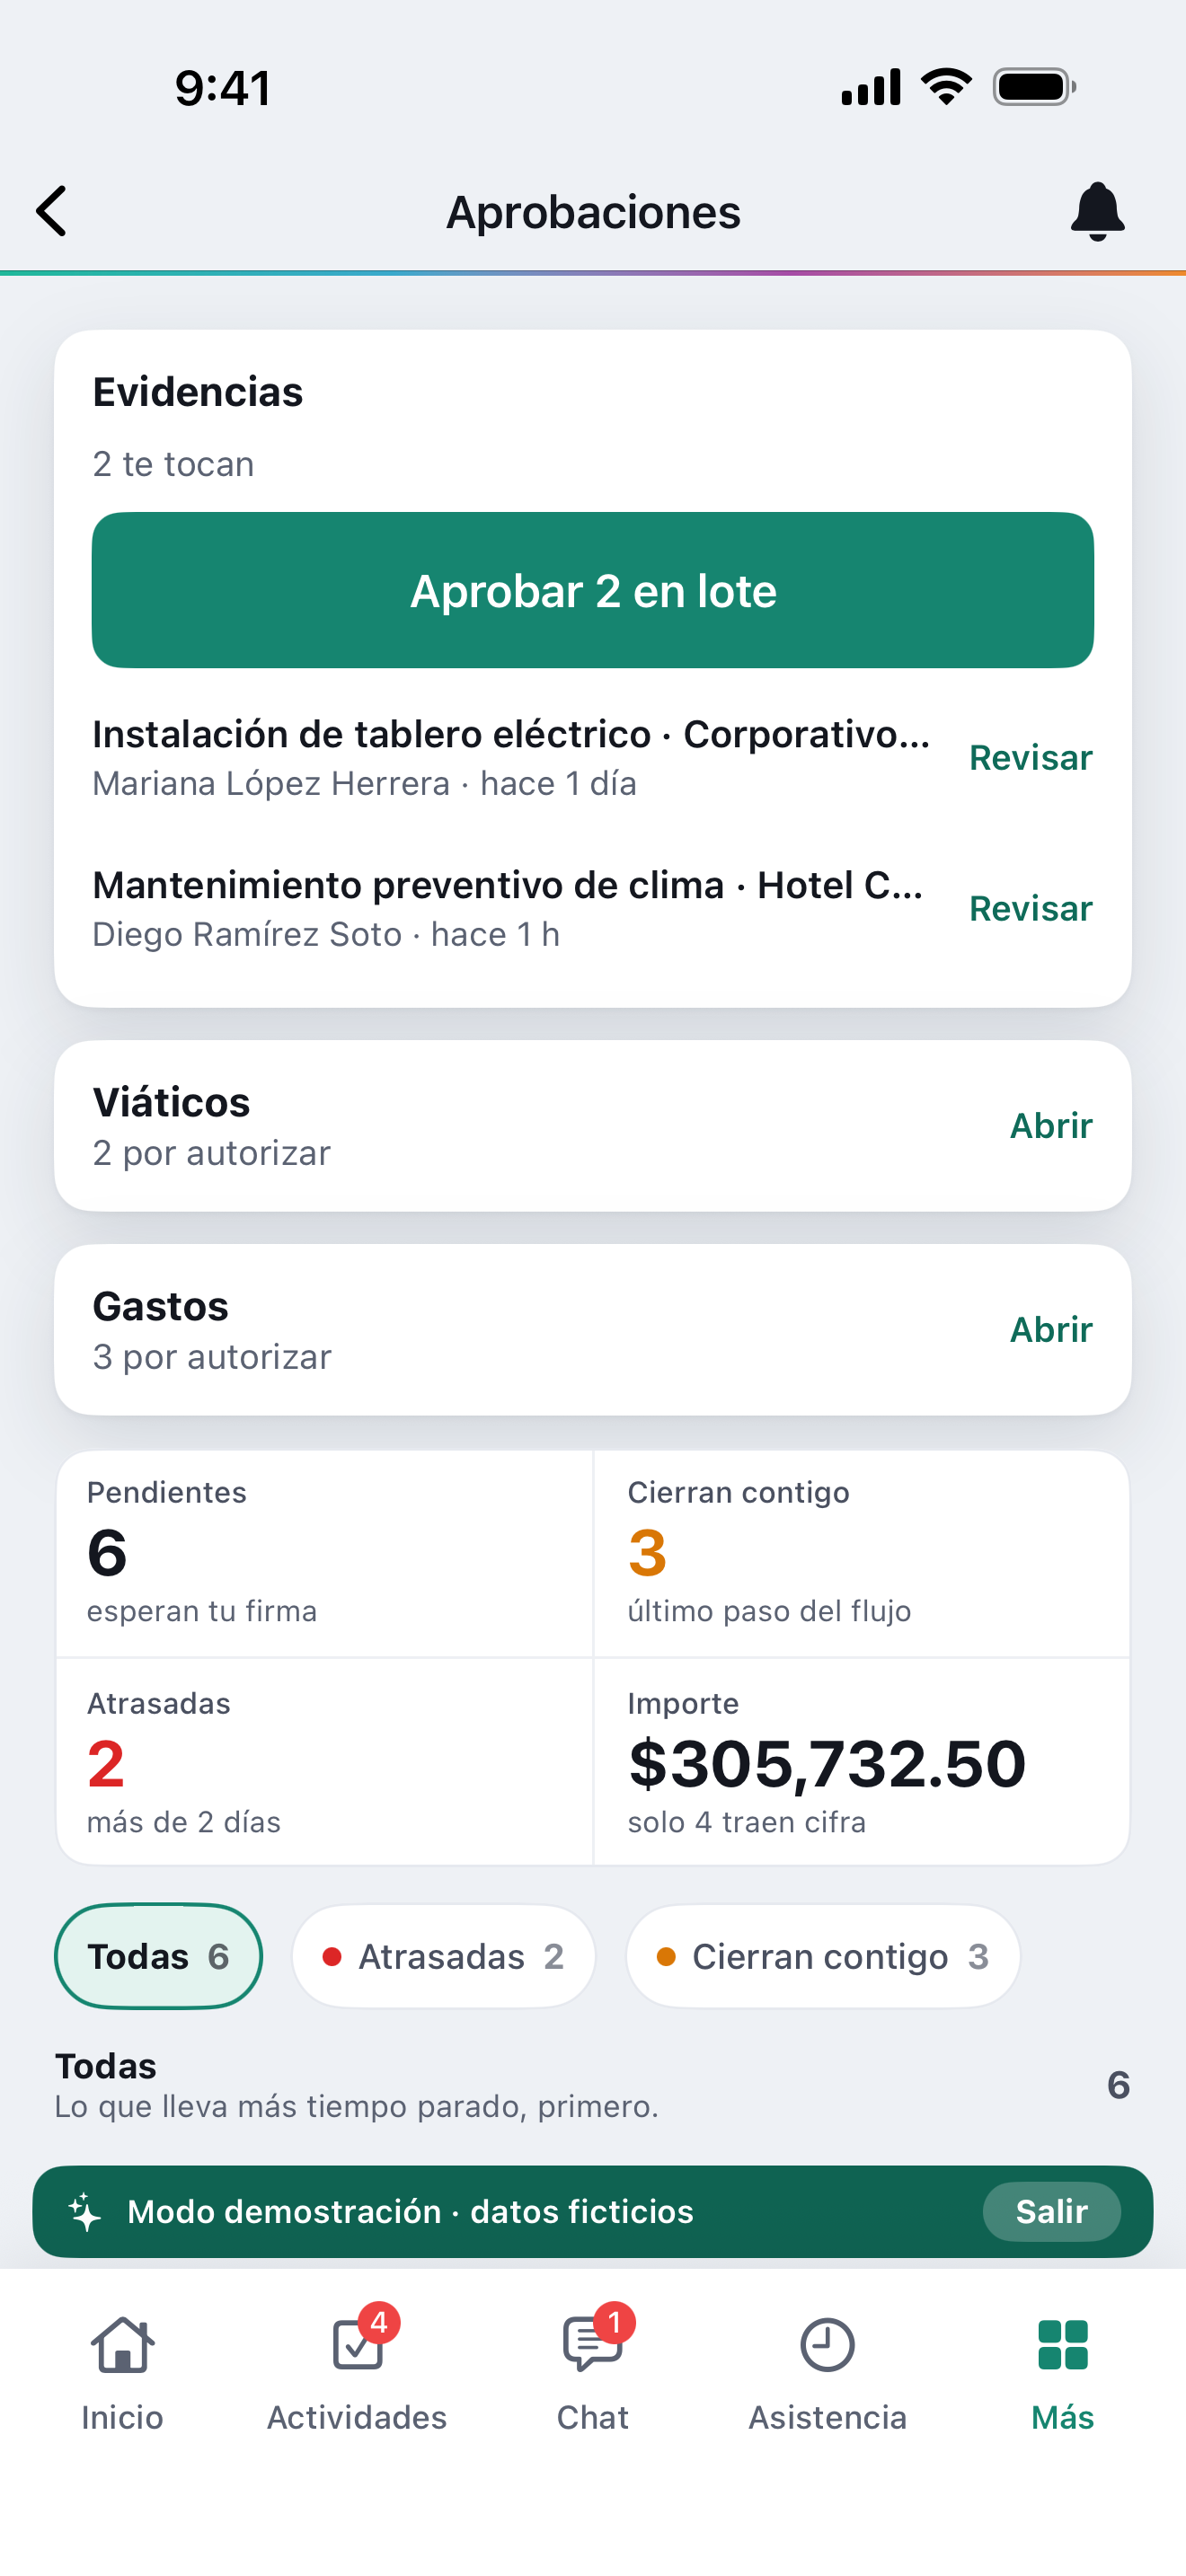 9:41
Aprobaciones
Evidencias
2 te tocan
Aprobar 2 en lote
Instalación de tablero eléctrico · Corporativo...
Mariana López Herrera · hace 1 día
Revisar
Mantenimiento preventivo de clima · Hotel C...
Diego Ramírez Soto · hace 1 h
Revisar
Viáticos
2 por autorizar
Abrir
Gastos
3 por autorizar
Abrir
Pendientes
6
esperan tu firma
Cierran contigo
3
último paso del flujo
Atrasadas
2
más de 2 días
Importe
$305,732.50
solo 4 traen cifra
Todas 6
Atrasadas 2
Cierran contigo 3
Todas
Lo que lleva más tiempo parado, primero.
6
Modo demostración · datos ficticios
Salir
4
1
Inicio
Actividades
Chat
Asistencia
Más